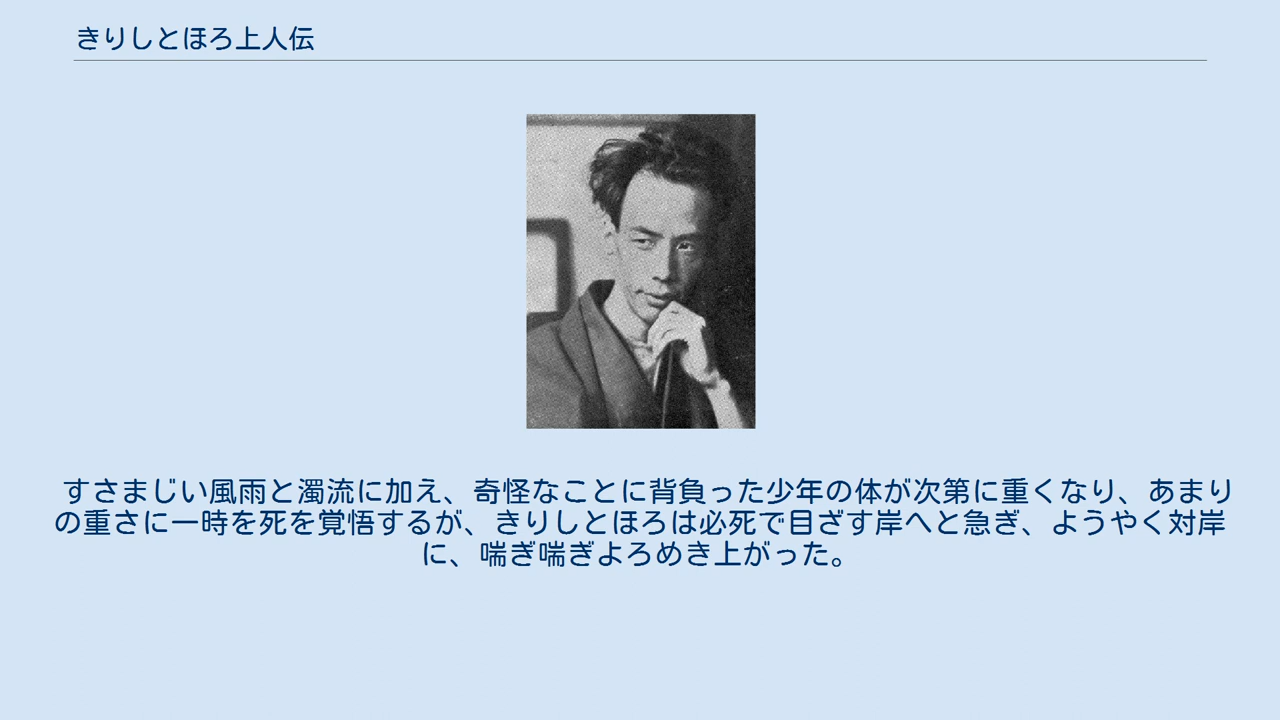 きりしとほろ上人伝
すさまじい風雨と濁流に加え、奇怪なことに背負った少年の体が次第に重くなり、あまり
の重さに一時を死を覚悟するが、きりしとほろは必死で目ざす岸へと急ぎ、ようやく対岸
に、喘ぎ喘ぎよろめき上がった。